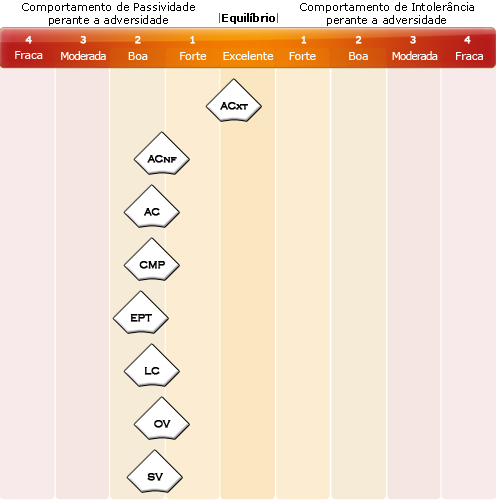 Comportamento de Passividade
perante a adversidade
|Equilíbrio|
Comportamento de Intolerância
perante a adversidade
4 3 2 1 1 2 3 4
Fraca Moderada Boa Forte Excelente Forte Boa Moderada Fraca
ACXT
ACNF
AC
CMP
EPT
LC
OV
SV